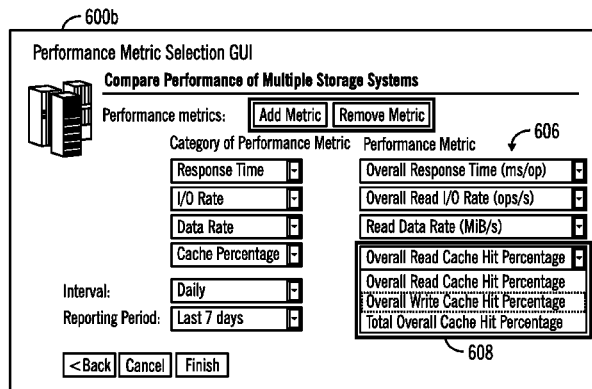 600b
Performance Metric Selection GUI
Compare Performance of Multiple Storage Systems
Performance metrics: Add Metric Remove Metric
Category of Performance Metric Performance Metric 606
Response Time Overall Response Time (ms/op)
I/O Rate Overall Read I/O Rate (ops/s)
Data Rate Read Data Rate (MiB/s)
Cache Percentage Overall Read Cache Hit Percentage
Overall Read Cache Hit Percentage
Interval: Daily Overall Write Cache Hit Percentage
Reporting Period: Last 7 days Total Overall Cache Hit Percentage
608
<Back Cancel Finish